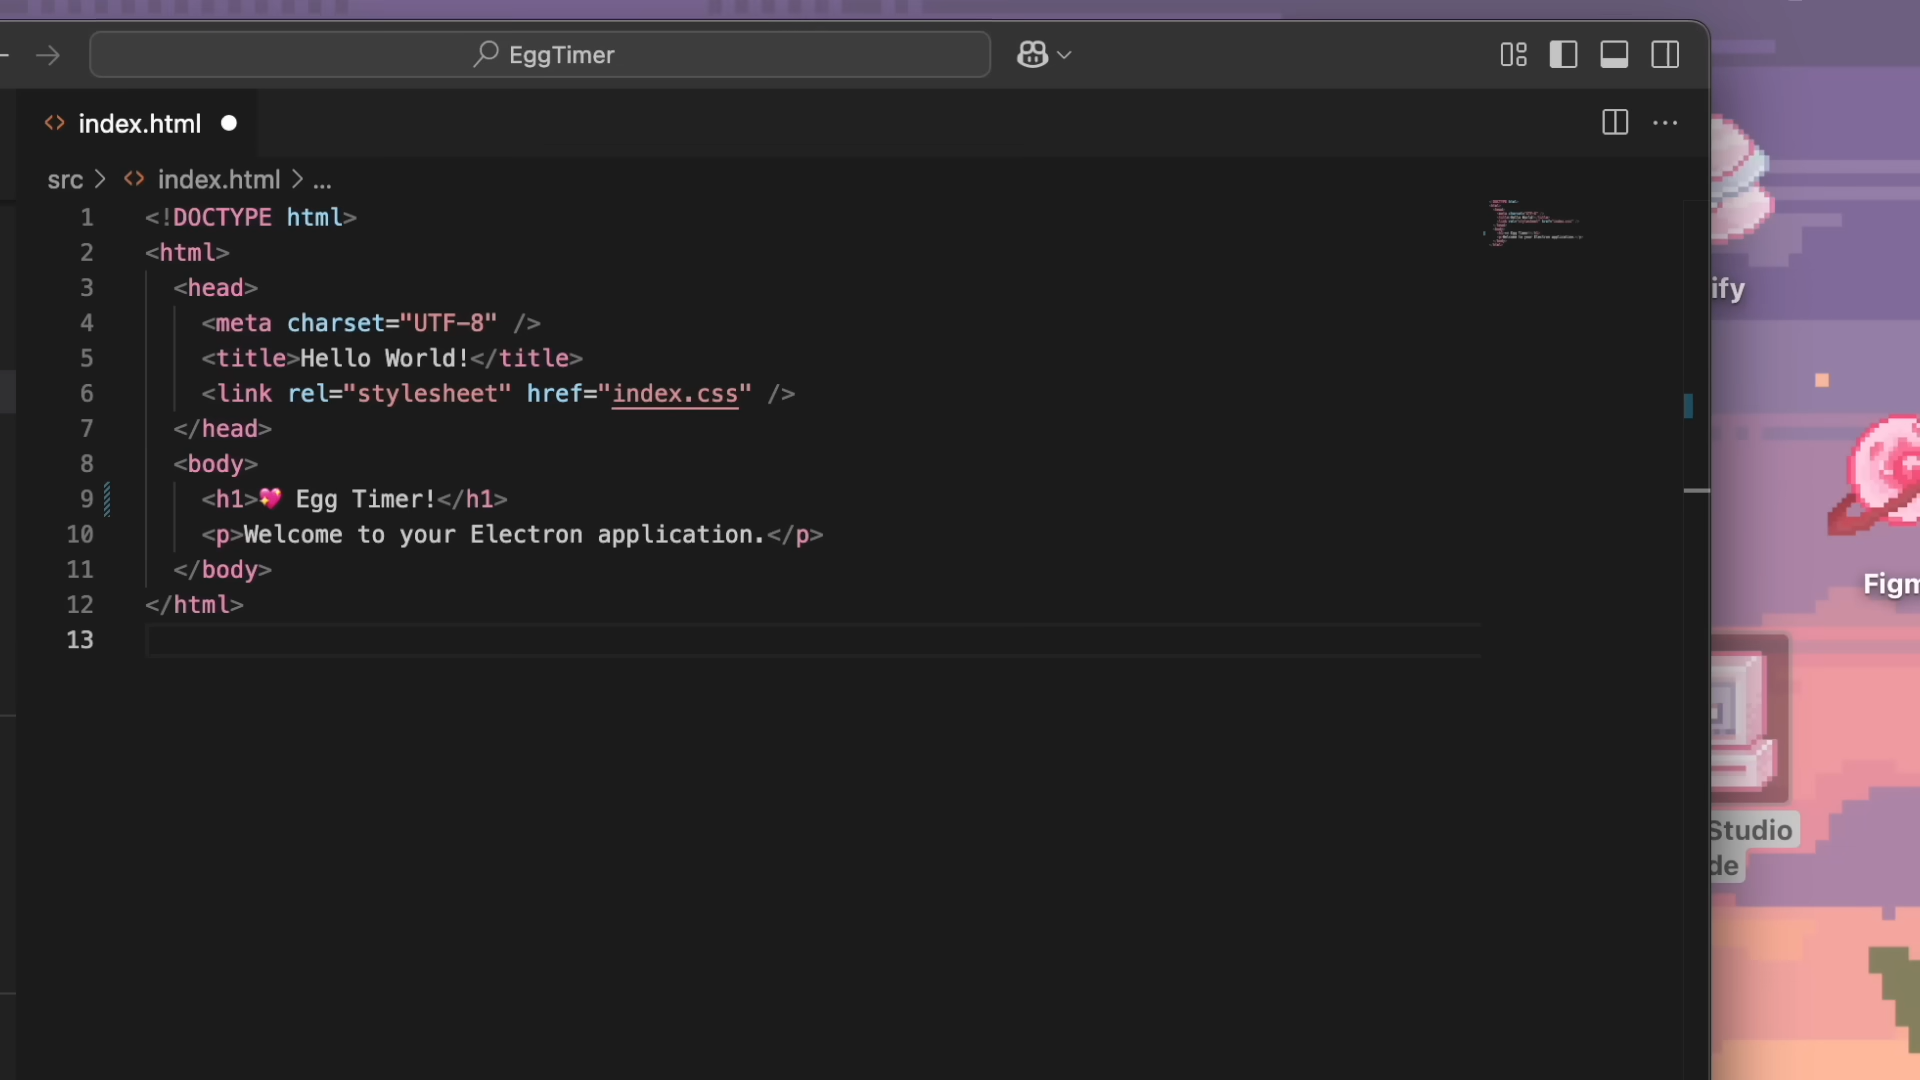 EggTimer
index.html
src > index.html > ...
1 <!DOCTYPE html>
2 <html>
3 <head>
4 <meta charset="UTF-8" />
5 <title>Hello World!</title>
6 <link rel="stylesheet" href="index.css" />
7 </head>
8 <body>
9 <h1>💖 Egg Timer!</h1>
10 <p>Welcome to your Electron application.</p>
11 </body>
12 </html>
13
ify
Figm
Studio
de